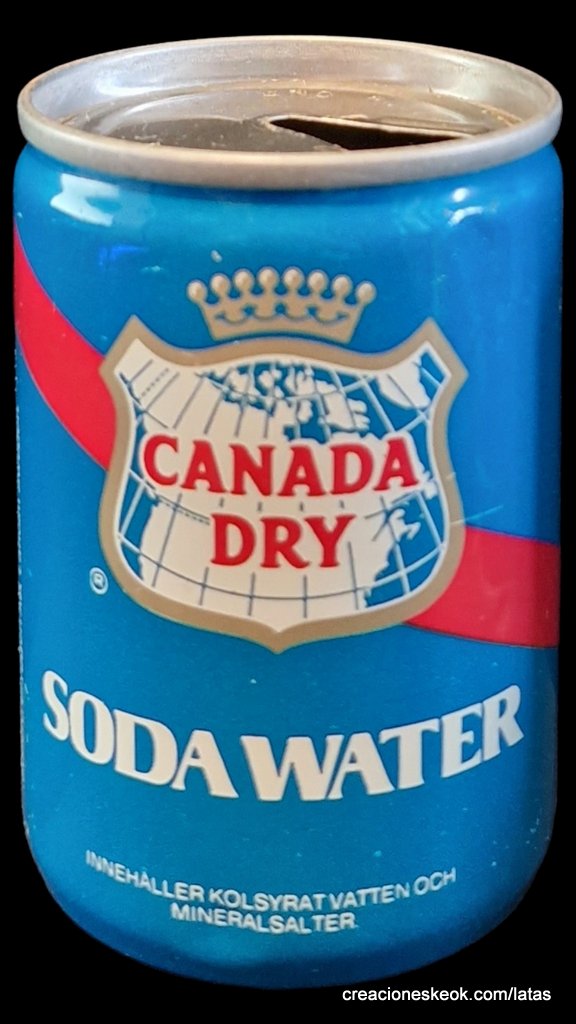 CANADA
DRY
®
SODA WATER
INNEHÅLLER KOLSYRAT VATTEN OCH
MINERALSALTER
creacioneskeok.com/latas